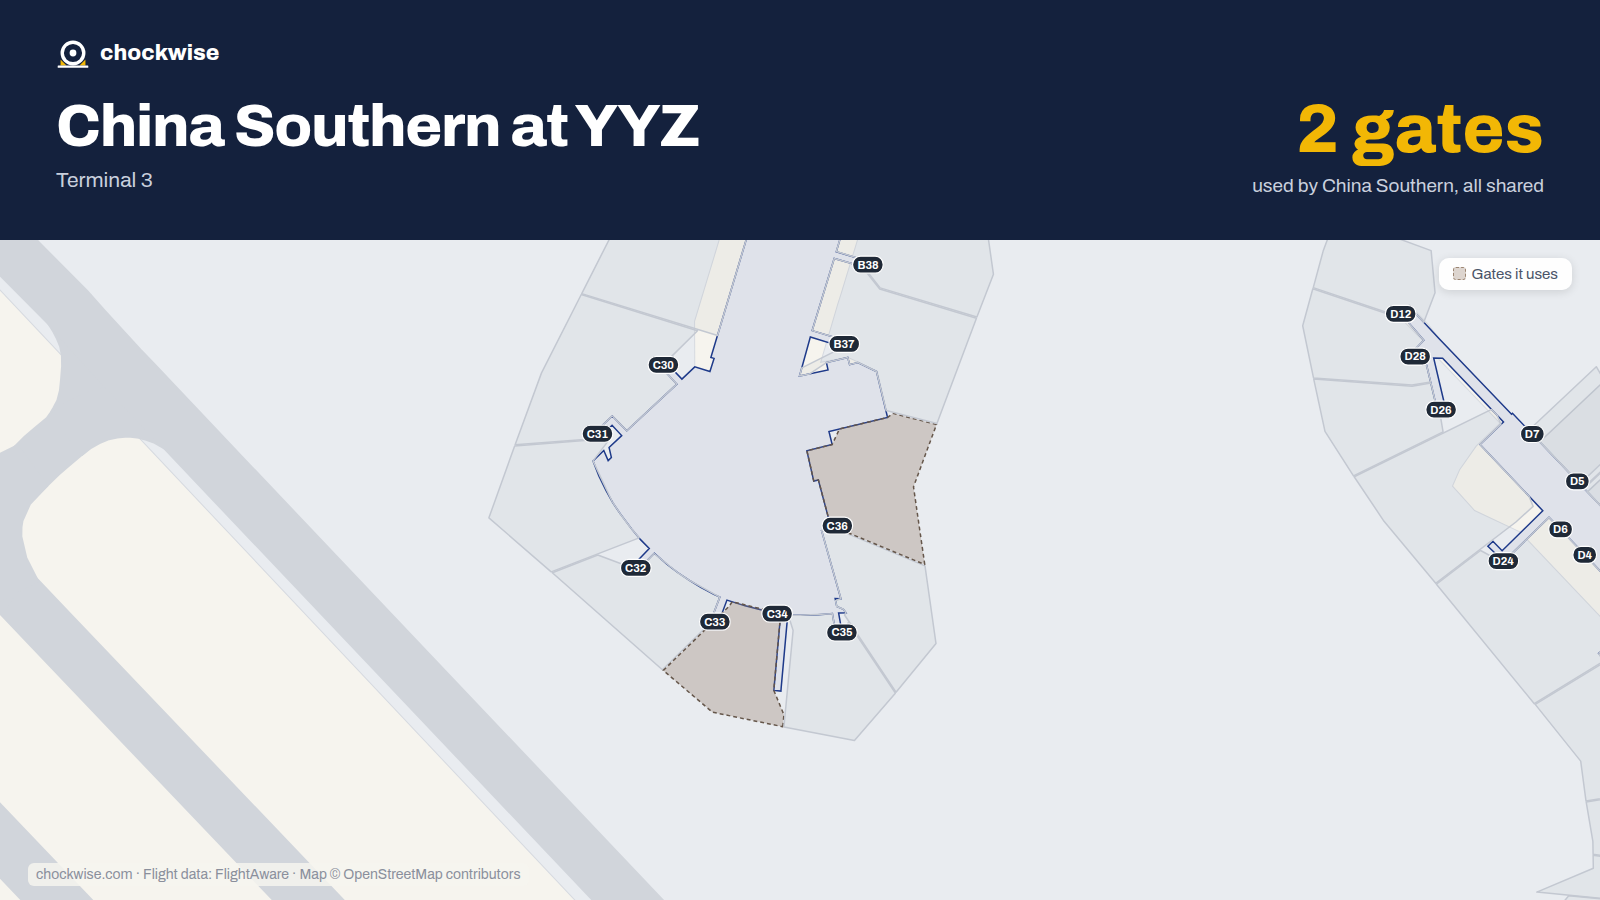 chockwise
China Southern at YYZ
Terminal 3
2 gates
used by China Southern, all shared
Gates it uses
B38
B37
C30
C31
C32
C33
C34
C35
C36
D12
D28
D26
D7
D5
D6
D4
D24
chockwise.com · Flight data: FlightAware · Map © OpenStreetMap contributors